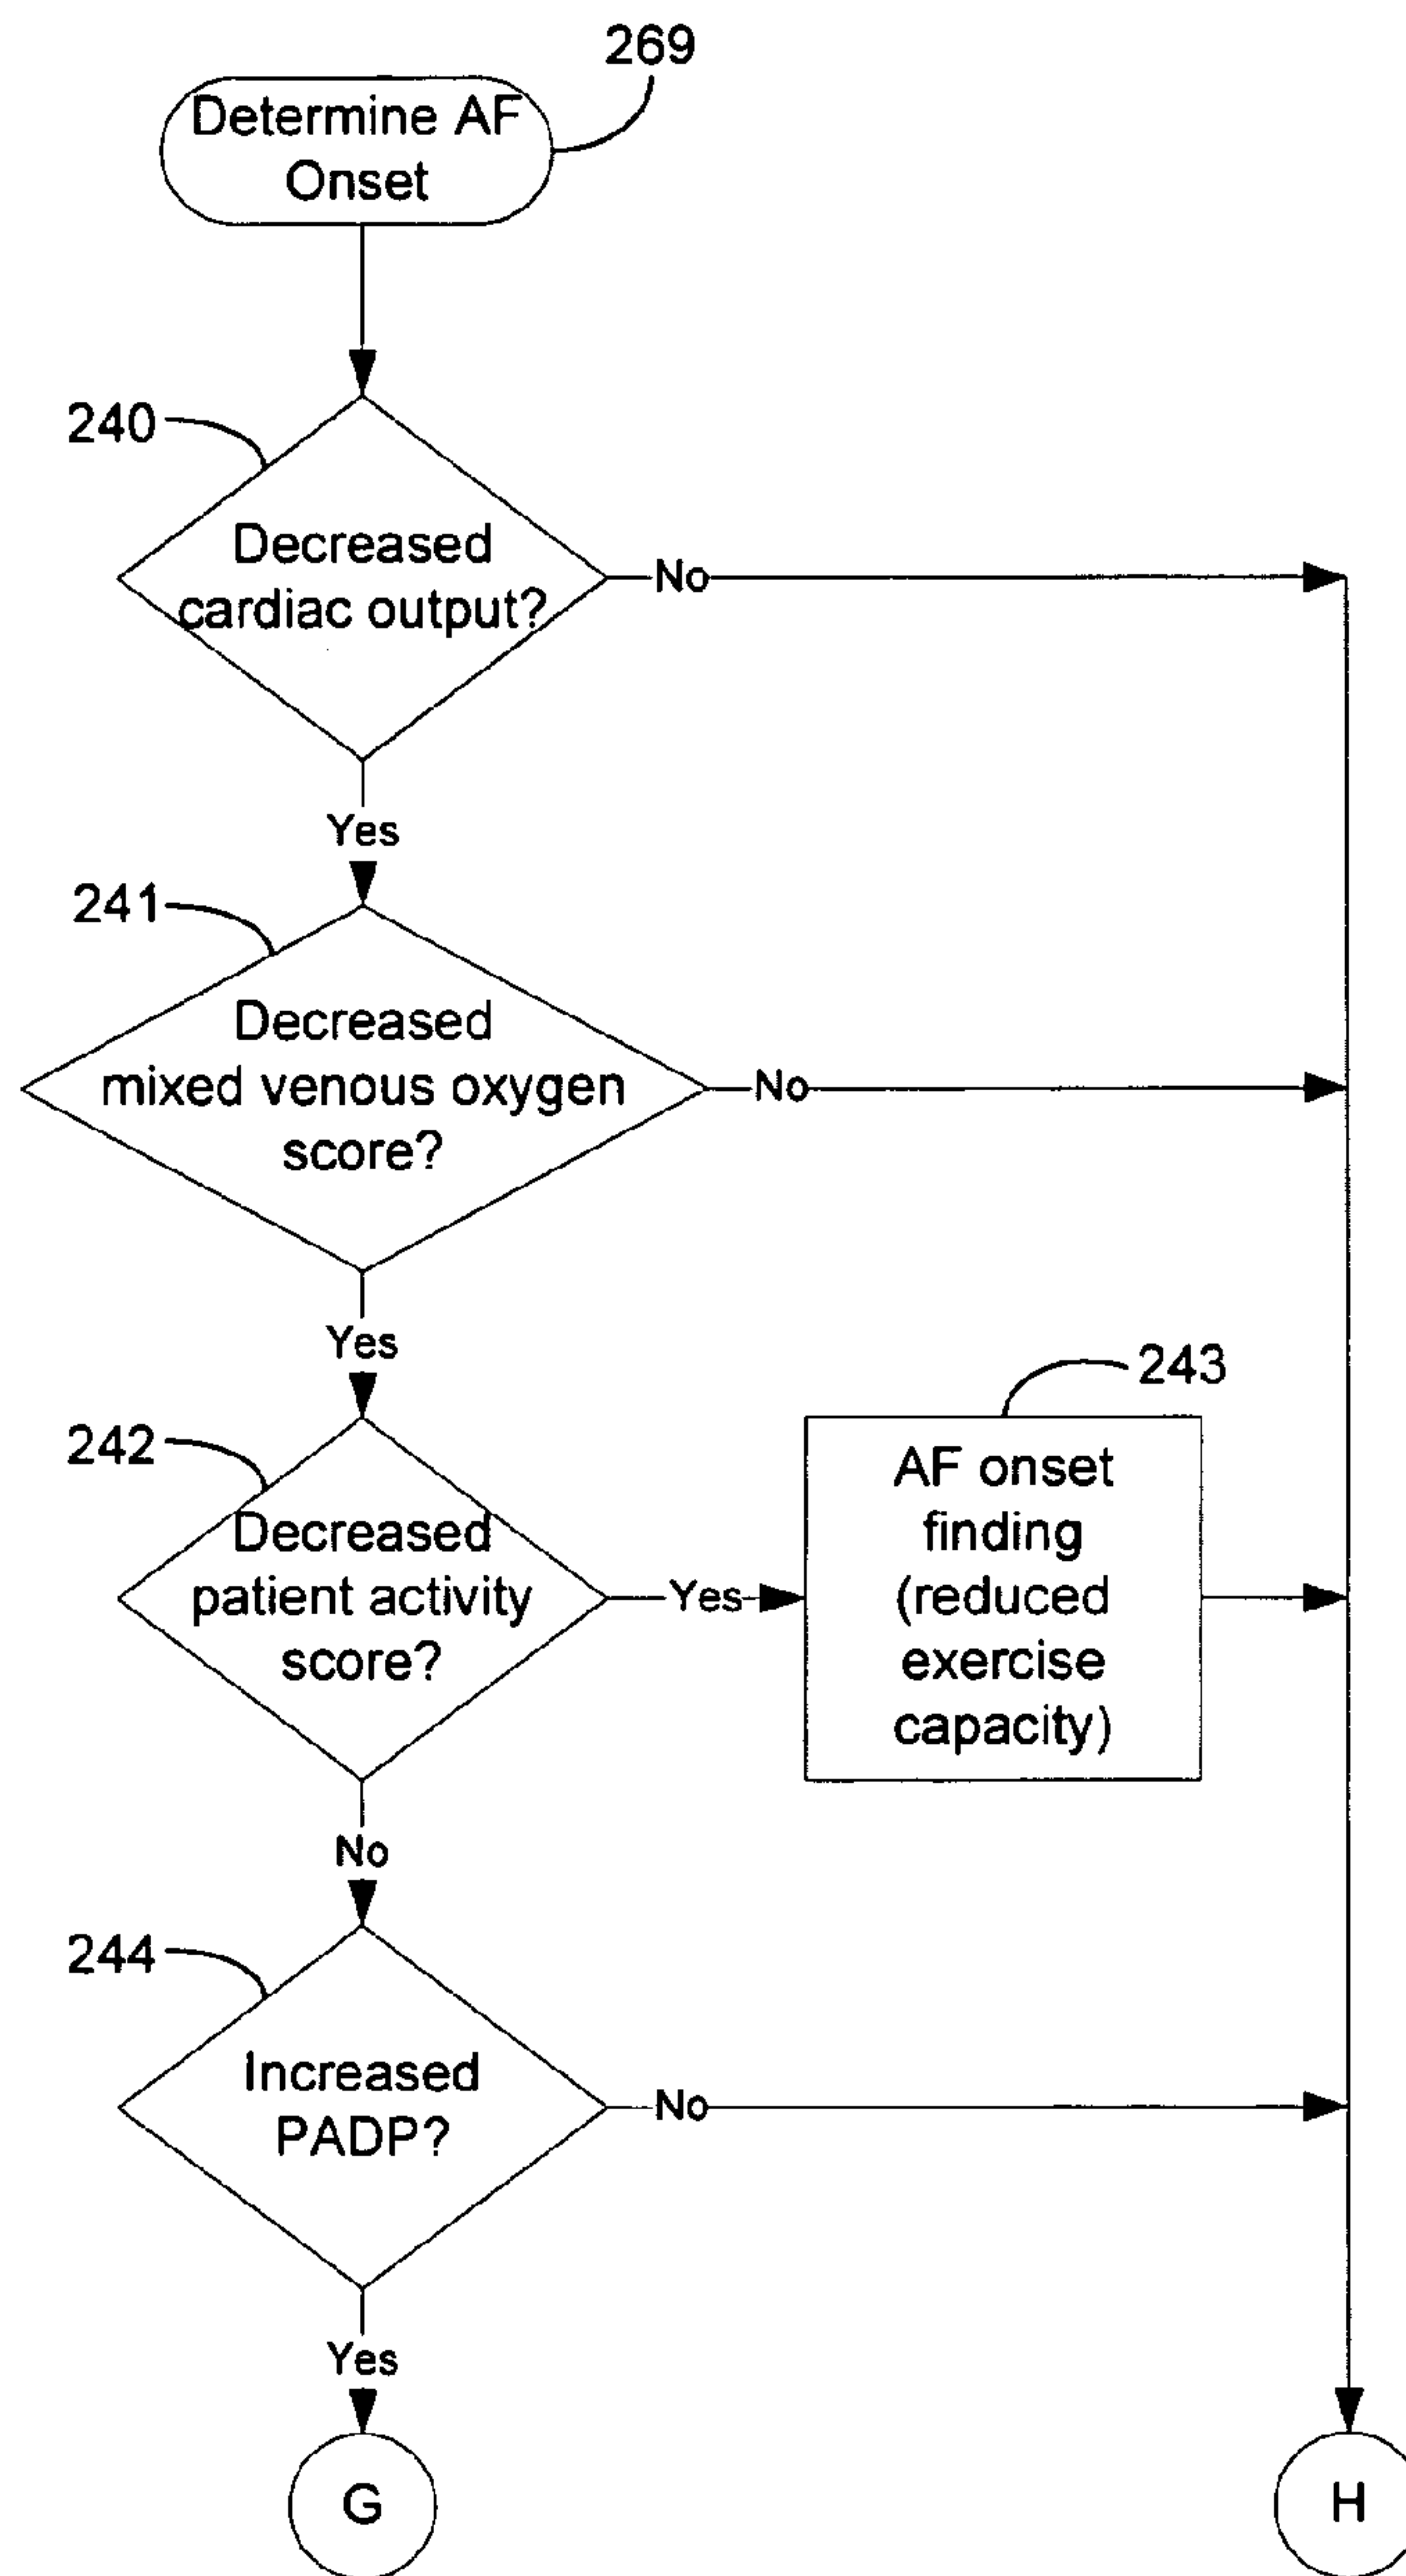 269
Determine AF
Onset
240
Decreased
cardiac output?
No
Yes
241
Decreased
mixed venous oxygen
score?
No
Yes
242
Decreased
patient activity
score?
Yes
243
AF onset
finding
(reduced
exercise
capacity)
No
244
Increased
PADP?
No
Yes
G
H